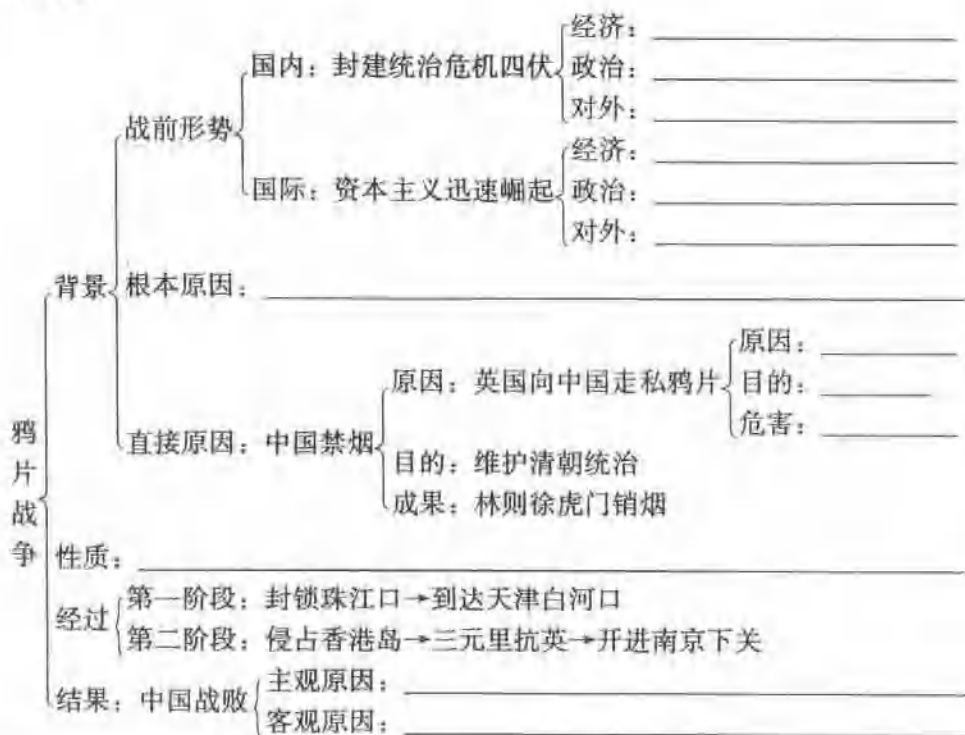 经济：
国内：封建统治危机四伏 政治：
对外：
战前形势
经济：
国际：资本主义迅速崛起 政治：
对外：
背景 根本原因：
原因：
原因：英国向中国走私鸦片 目的：
危害：
直接原因：中国禁烟
目的：维护清朝统治
成果：林则徐虎门销烟
鸦片战争
性质：
经过
第一阶段：封锁珠江口→到达天津白河口
第二阶段：侵占香港岛→三元里抗英→开进南京下关
结果：中国战败
主观原因：
客观原因：